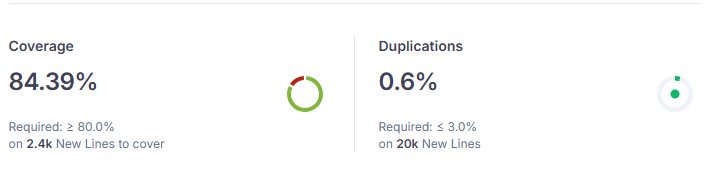 Coverage
84.39%
Required: ≥ 80.0%
on 2.4k New Lines to cover
Duplications
0.6%
Required: ≤ 3.0%
on 20k New Lines